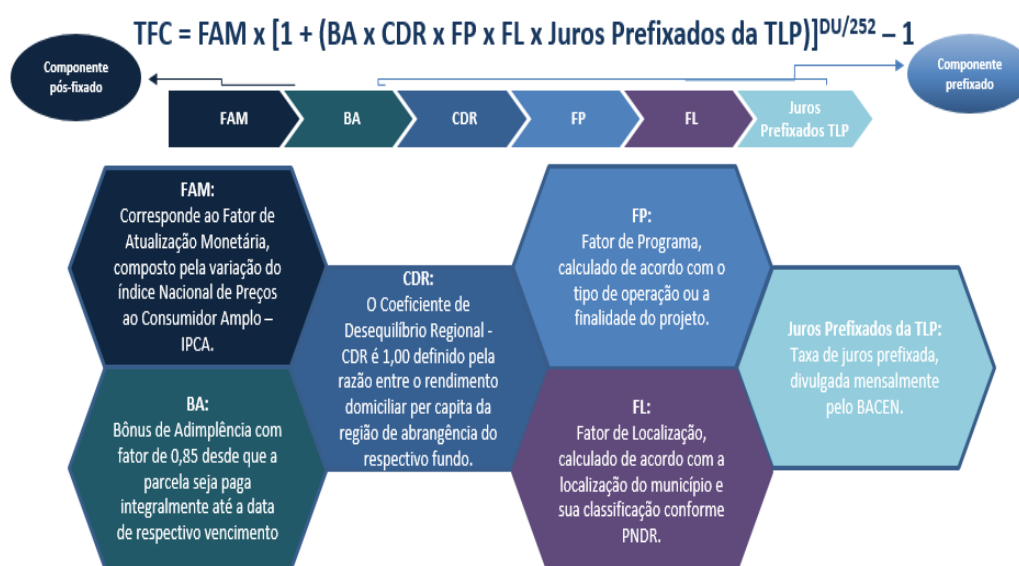 TFC = FAM x [1 + (BA x CDR x FP x FL x Juros Prefixados da TLP)]^DU/252 – 1
Componente
pós-fixado
Componente
prefixado
FAM
BA
CDR
FP
FL
Juros
Prefixados TLP
FAM:
Corresponde ao Fator de
Atualização Monetária,
composto pela variação do
índice Nacional de Preços
ao Consumidor Amplo –
IPCA.
BA:
Bônus de Adimplência com
fator de 0,85 desde que a
parcela seja paga
integralmente até a data
de respectivo vencimento
CDR:
O Coeficiente de
Desequilíbrio Regional -
CDR é 1,00 definido pela
razão entre o rendimento
domiciliar per capita da
região de abrangência do
respectivo fundo.
FP:
Fator de Programa,
calculado de acordo com o
tipo de operação ou a
finalidade do projeto.
FL:
Fator de Localização,
calculado de acordo com a
localização do município e
sua classificação conforme
PNDR.
Juros Prefixados da TLP:
Taxa de juros prefixada,
divulgada mensalmente
pelo BACEN.